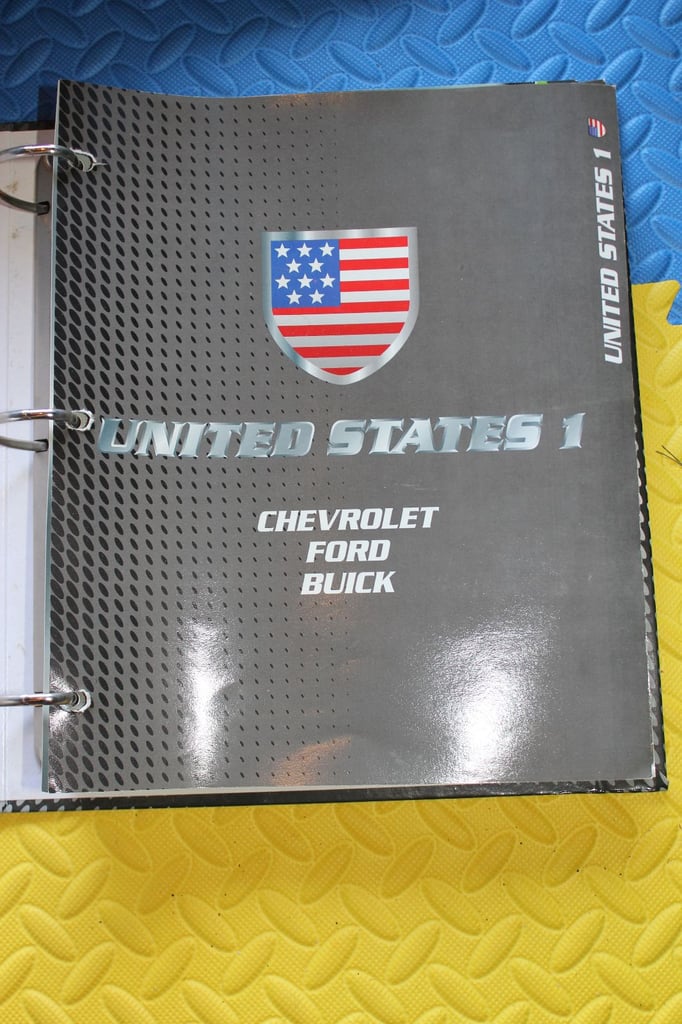 UNITED STATES 1
UNITED STATES 1
CHEVROLET
FORD
BUICK